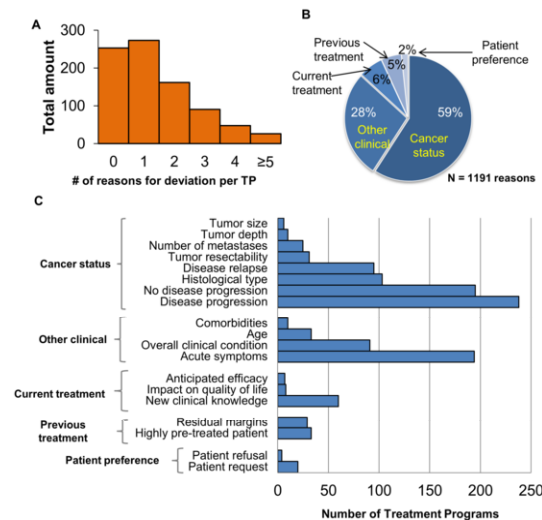 A
300
200
100
0
Total amount
0 1 2 3 4 ≥5
# of reasons for deviation per TP
B
Previous treatment
Current treatment
Patient preference
2%
5%
6%
28%
Other clinical
59%
Cancer status
N = 1191 reasons
C
Cancer status
Tumor size
Tumor depth
Number of metastases
Tumor resectability
Disease relapse
Histological type
No disease progression
Disease progression
Other clinical
Comorbidities
Age
Overall clinical condition
Acute symptoms
Current treatment
Anticipated efficacy
Impact on quality of life
New clinical knowledge
Previous treatment
Residual margins
Highly pre-treated patient
Patient preference
Patient refusal
Patient request
0 50 100 150 200 250
Number of Treatment Programs